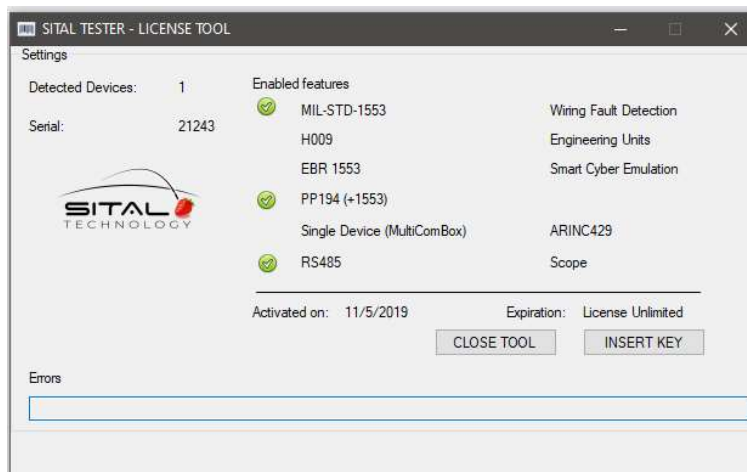 SITAL TESTER - LICENSE TOOL
Settings
Detected Devices: 1
Serial: 21243
SITAL
TECHNOLOGY
Enabled features
MIL-STD-1553 Wiring Fault Detection
H009 Engineering Units
EBR 1553 Smart Cyber Emulation
PP194 (+1553)
Single Device (MultiComBox) ARINC429
RS485 Scope
Activated on: 11/5/2019 Expiration: License Unlimited
CLOSE TOOL INSERT KEY
Errors